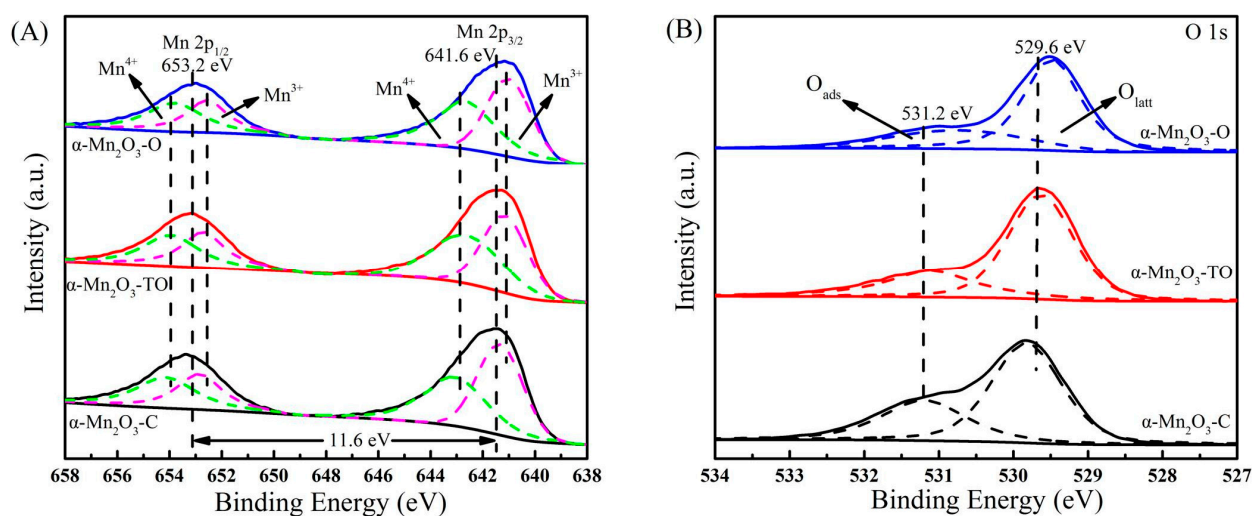 (A)
Mn 2p1/2
653.2 eV
Mn4+
Mn3+
Mn 2p3/2
641.6 eV
Mn4+
Mn3+
α-Mn2O3-O
α-Mn2O3-TO
α-Mn2O3-C
11.6 eV
658 656 654 652 650 648 646 644 642 640 638
Binding Energy (eV)
Intensity (a.u.)
(B)
O 1s
529.6 eV
Oads
531.2 eV
Olatt
α-Mn2O3-O
α-Mn2O3-TO
α-Mn2O3-C
534 533 532 531 530 529 528 527
Binding Energy (eV)
Intensity (a.u.)